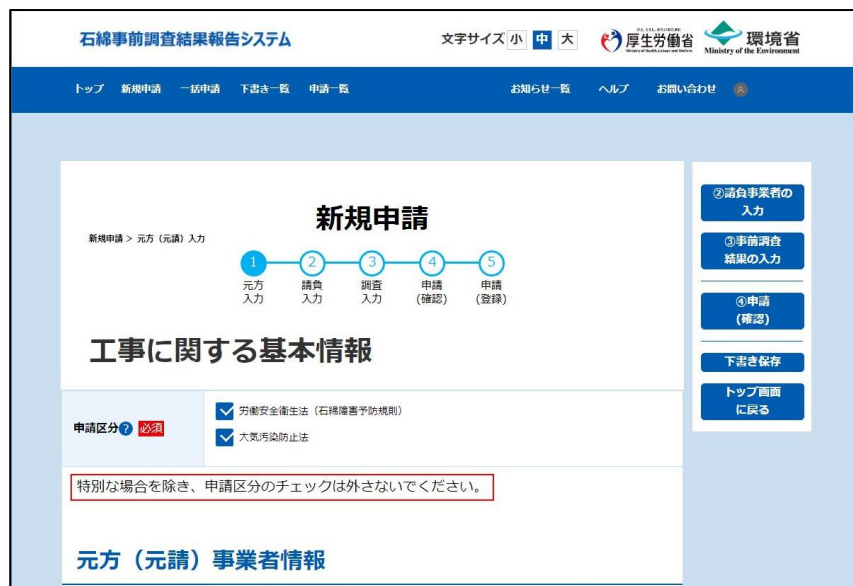 石綿事前調査結果報告システム
文字サイズ 小 中 大
厚生労働省
Ministry of Health, Labour and Welfare
環境省
Ministry of the Environment
トップ 新規申請 一括申請 下書き一覧 申請一覧 お知らせ一覧 ヘルプ お問い合わせ
新規申請
新規申請 > 元方（元請）入力
1 2 3 4 5
元方 請負 調査 申請 申請
入力 入力 入力 (確認) (登録)
工事に関する基本情報
申請区分 ? 必須
労働安全衛生法（石綿障害予防規則）
大気汚染防止法
特別な場合を除き、申請区分のチェックは外さないでください。
元方（元請）事業者情報
②請負事業者の
入力
③事前調査
結果の入力
④申請
(確認)
下書き保存
トップ画面
に戻る